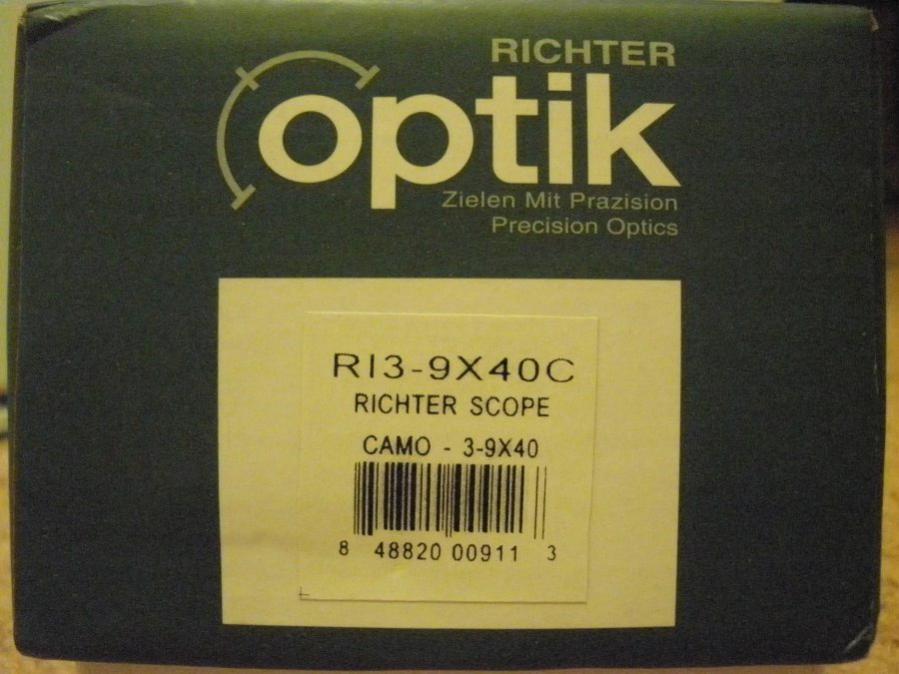 RICHTER
optik
Zielen Mit Prazision
Precision Optics
RI3-9X40C
RICHTER SCOPE
CAMO - 3-9X40
8 48820 00911 3